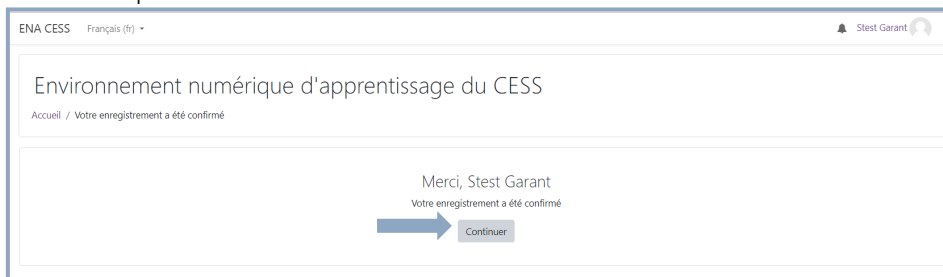 ENA CESS Français (fr) Stest Garant
Environnement numérique d'apprentissage du CESS
Accueil / Votre enregistrement a été confirmé
Merci, Stest Garant
Votre enregistrement a été confirmé
Continuer